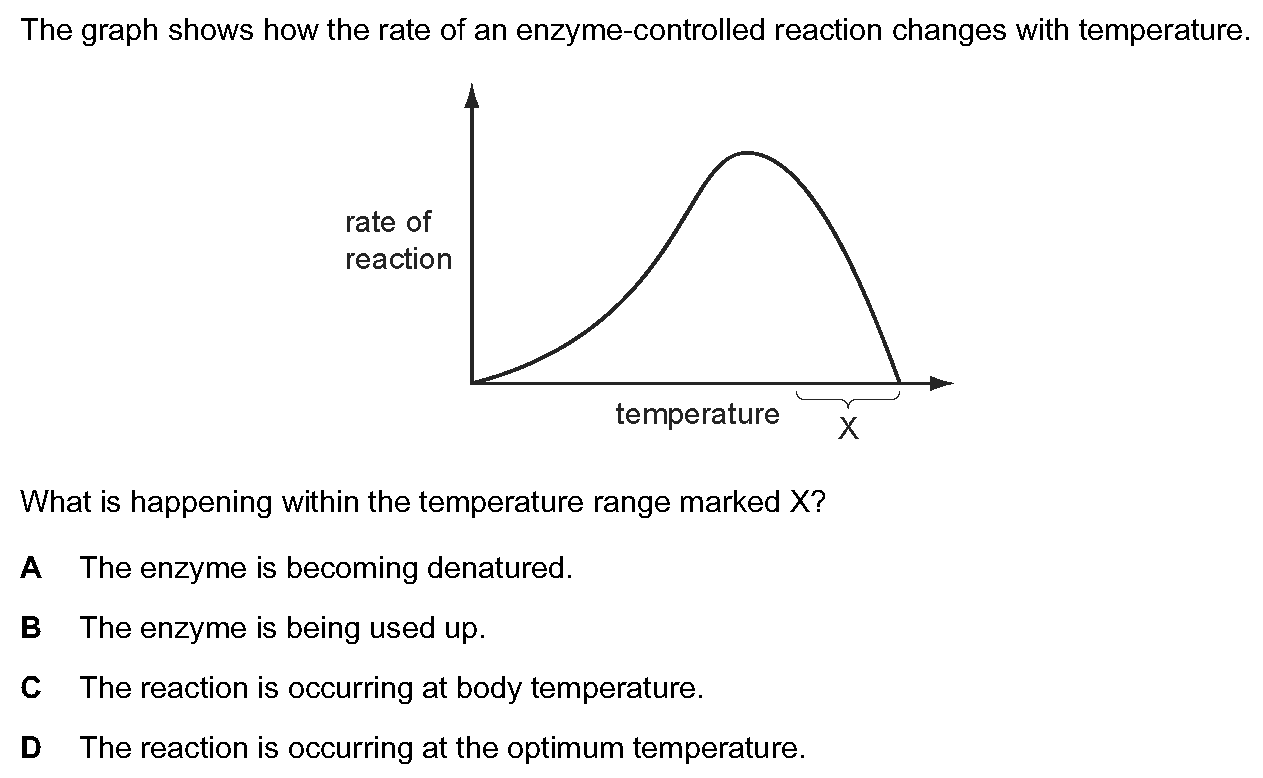 The graph shows how the rate of an enzyme-controlled reaction changes with temperature.
rate of
reaction
temperature
X
What is happening within the temperature range marked X?
A The enzyme is becoming denatured.
B The enzyme is being used up.
C The reaction is occurring at body temperature.
D The reaction is occurring at the optimum temperature.